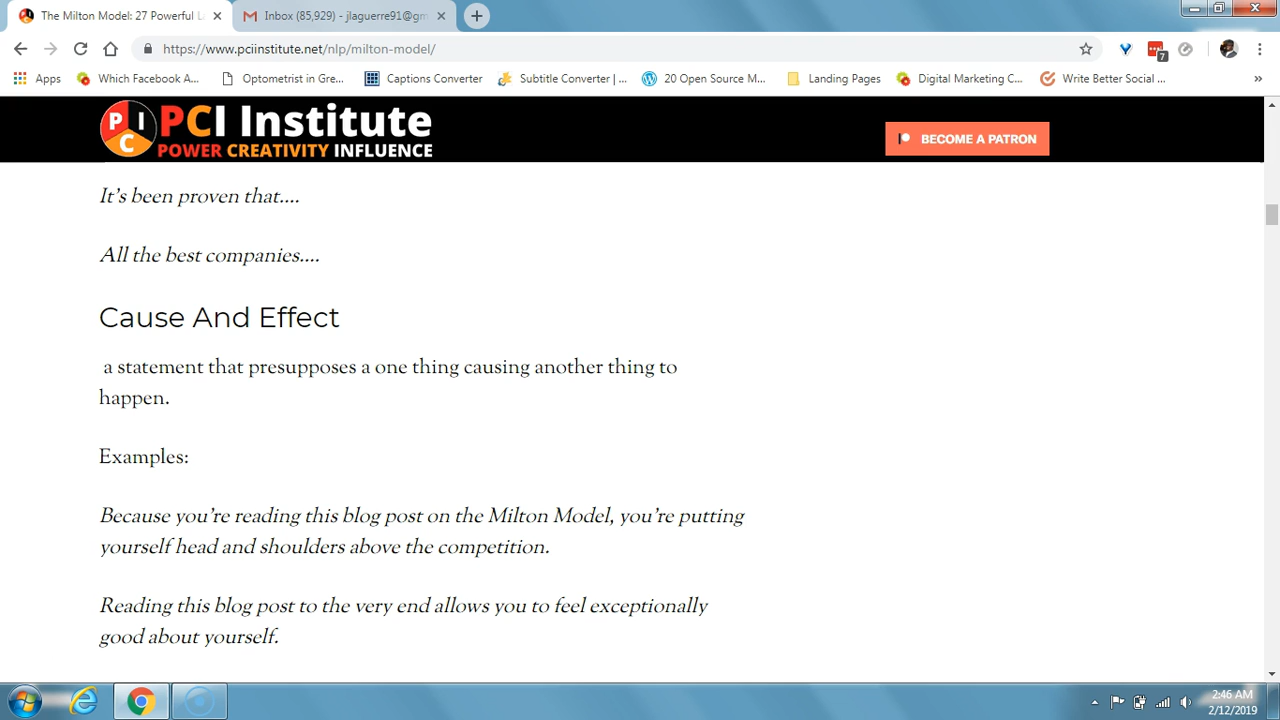 The Milton Model: 27 Powerful L
Inbox (85,929) - jlaguerre91@gm
https://www.pciinstitute.net/nlp/milton-model/
7
Apps
Which Facebook A...
Optometrist in Gre...
Captions Converter
Subtitle Converter | ...
20 Open Source M...
Landing Pages
Digital Marketing C...
Write Better Social ...
»
P I C
PCI Institute
POWER CREATIVITY INFLUENCE
BECOME A PATRON
It’s been proven that....
All the best companies....
Cause And Effect
a statement that presupposes a one thing causing another thing to
happen.
Examples:
Because you’re reading this blog post on the Milton Model, you’re putting
yourself head and shoulders above the competition.
Reading this blog post to the very end allows you to feel exceptionally
good about yourself.
2:46 AM
2/12/2019